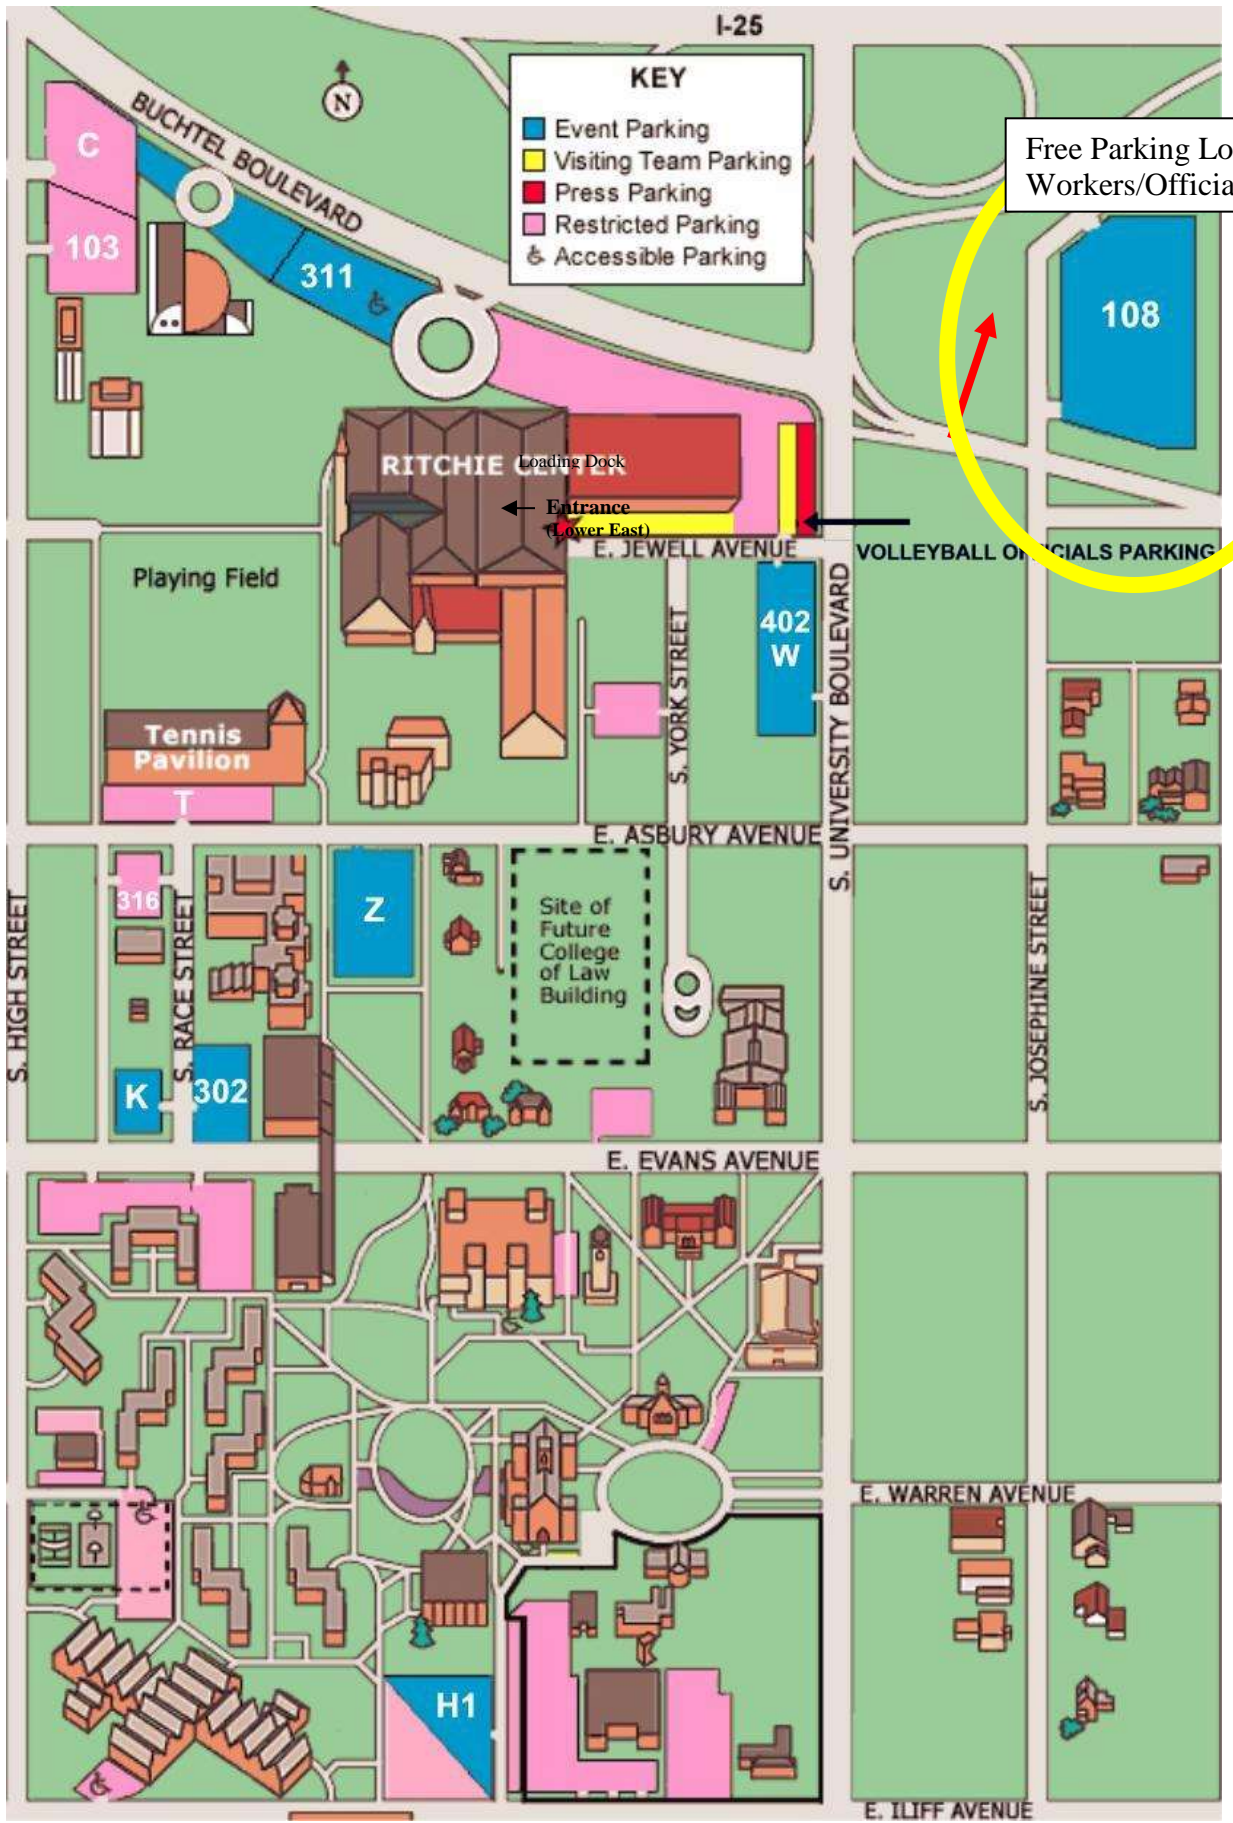 I-25
KEY
Event Parking
Visiting Team Parking
Press Parking
Restricted Parking
Accessible Parking
N
BUCHTEL BOULEVARD
C
103
311
Free Parking Lo
Workers/Officia
108
RITCHIE CENTER
Loading Dock
Entrance
(Lower East)
E. JEWELL AVENUE
VOLLEYBALL OFFICIALS PARKING
Playing Field
402
W
S. YORK STREET
S. UNIVERSITY BOULEVARD
Tennis
Pavilion
T
E. ASBURY AVENUE
316
Z
Site of
Future
College
of Law
Building
S. HIGH STREET
S. RACE STREET
S. JOSEPHINE STREET
K
302
E. EVANS AVENUE
E. WARREN AVENUE
H1
E. ILIFF AVENUE